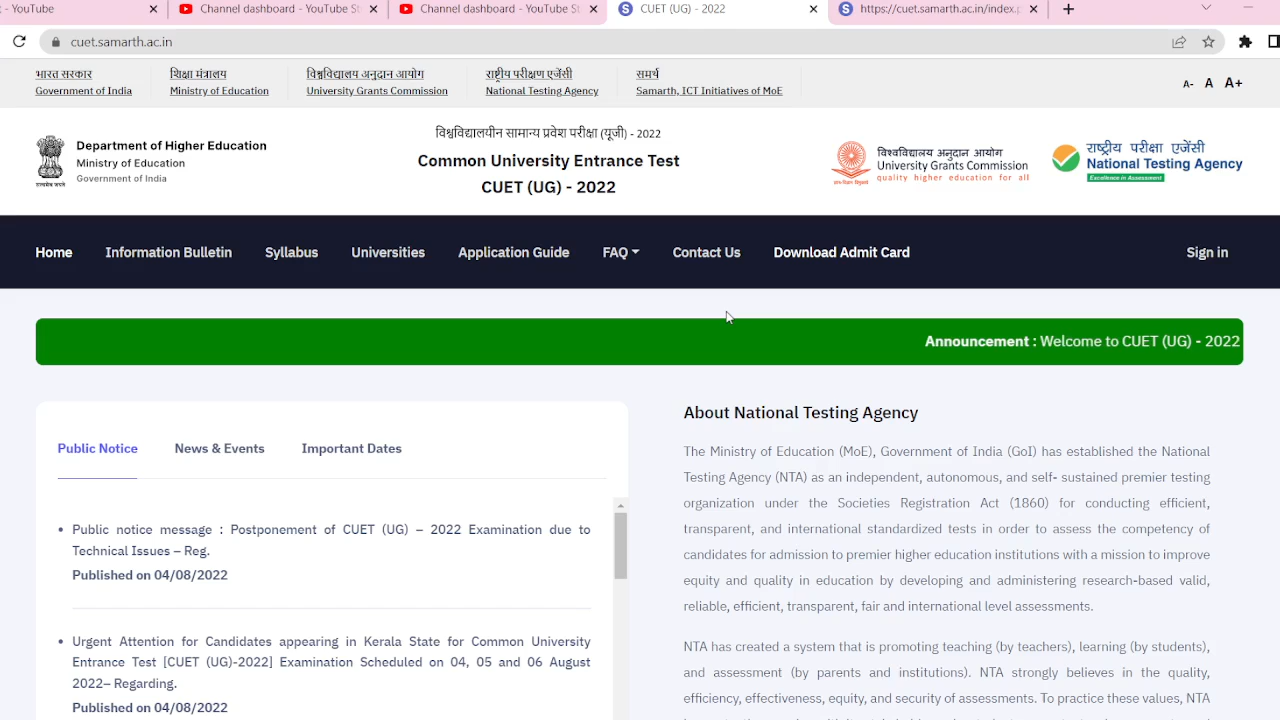 - YouTube
Channel dashboard - YouTube St
Channel dashboard - YouTube St
CUET (UG) - 2022
https://cuet.samarth.ac.in/index.p
cuet.samarth.ac.in
भारत सरकार
Government of India
शिक्षा मंत्रालय
Ministry of Education
विश्वविद्यालय अनुदान आयोग
University Grants Commission
राष्ट्रीय परीक्षण एजेंसी
National Testing Agency
समर्थ
Samarth, ICT Initiatives of MoE
A-
A
A+
सत्यमेव जयते
Department of Higher Education
Ministry of Education
Government of India
विश्वविद्यालयीन सामान्य प्रवेश परीक्षा (यूजी) - 2022
Common University Entrance Test
CUET (UG) - 2022
विश्वविद्यालय अनुदान आयोग
University Grants Commission
quality higher education for all
राष्ट्रीय परीक्षा एजेंसी
National Testing Agency
Excellence in Assessment
Home
Information Bulletin
Syllabus
Universities
Application Guide
FAQ
Contact Us
Download Admit Card
Sign in
Announcement : Welcome to CUET (UG) - 2022
Public Notice
News & Events
Important Dates
• Public notice message : Postponement of CUET (UG) – 2022 Examination due to
Technical Issues – Reg.
Published on 04/08/2022
• Urgent Attention for Candidates appearing in Kerala State for Common University
Entrance Test [CUET (UG)-2022] Examination Scheduled on 04, 05 and 06 August
2022– Regarding.
Published on 04/08/2022
About National Testing Agency
The Ministry of Education (MoE), Government of India (GoI) has established the National
Testing Agency (NTA) as an independent, autonomous, and self- sustained premier testing
organization under the Societies Registration Act (1860) for conducting efficient,
transparent, and international standardized tests in order to assess the competency of
candidates for admission to premier higher education institutions with a mission to improve
equity and quality in education by developing and administering research-based valid,
reliable, efficient, transparent, fair and international level assessments.
NTA has created a system that is promoting teaching (by teachers), learning (by students),
and assessment (by parents and institutions). NTA strongly believes in the quality,
efficiency, effectiveness, equity, and security of assessments. To practice these values, NTA